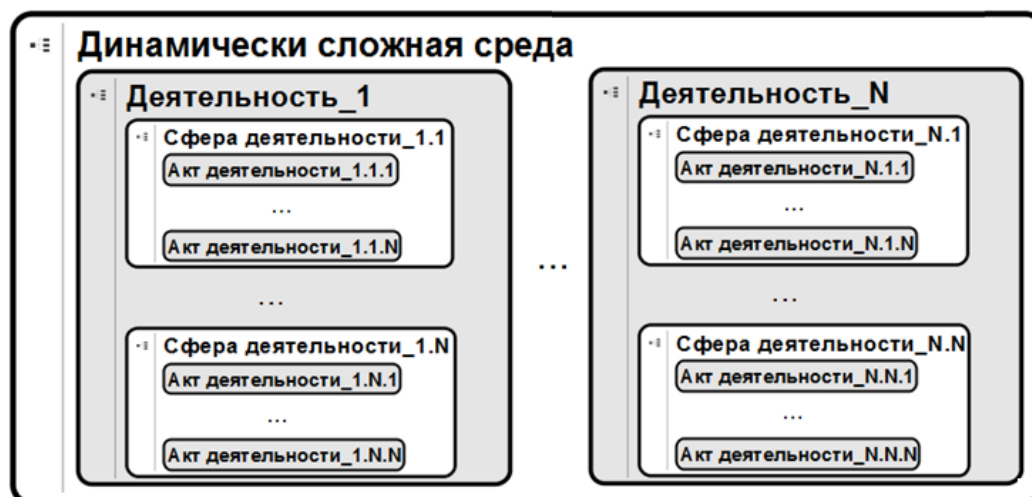 Динамически сложная среда
Деятельность_1
Сфера деятельности_1.1
Акт деятельности_1.1.1
...
Акт деятельности_1.1.N
...
Сфера деятельности_1.N
Акт деятельности_1.N.1
...
Акт деятельности_1.N.N
...
Деятельность_N
Сфера деятельности_N.1
Акт деятельности_N.1.1
...
Акт деятельности_N.1.N
...
Сфера деятельности_N.N
Акт деятельности_N.N.1
...
Акт деятельности_N.N.N